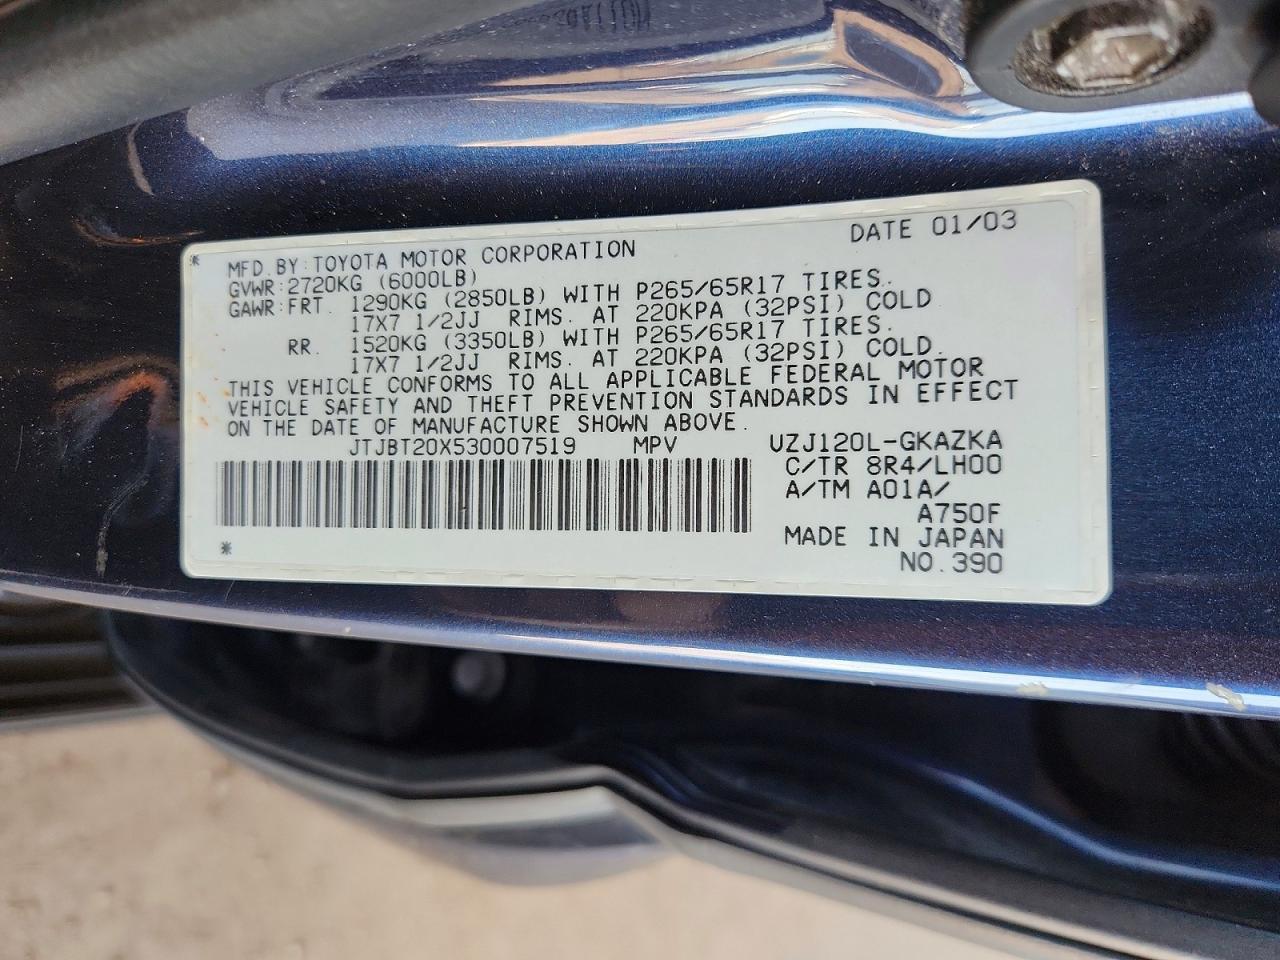 DATE 01/03
* MFD.BY:TOYOTA MOTOR CORPORATION
GVWR:2720KG (6000LB)
GAWR:FRT. 1290KG (2850LB) WITH P265/65R17 TIRES.
17X7 1/2JJ RIMS. AT 220KPA (32PSI) COLD
RR. 1520KG (3350LB) WITH P265/65R17 TIRES.
17X7 1/2JJ RIMS. AT 220KPA (32PSI) COLD.
THIS VEHICLE CONFORMS TO ALL APPLICABLE FEDERAL MOTOR
VEHICLE SAFETY AND THEFT PREVENTION STANDARDS IN EFFECT
ON THE DATE OF MANUFACTURE SHOWN ABOVE.
JTJBT20X530007519 MPV UZJ120L-GKAZKA
C/TR 8R4/LH00
A/TM A01A/
A750F
MADE IN JAPAN
* NO.390